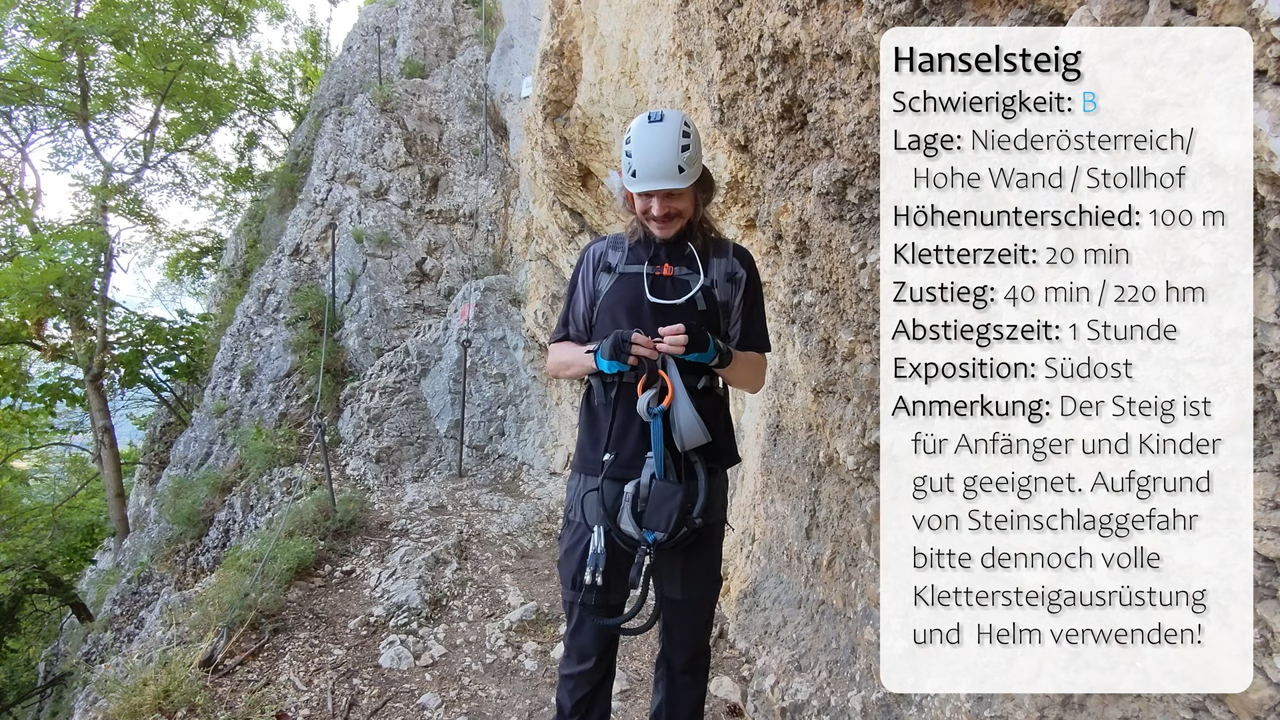 Hanselsteig
Schwierigkeit: B
Lage: Niederösterreich/
Hohe Wand / Stollhof
Höhenunterschied: 100 m
Kletterzeit: 20 min
Zustieg: 40 min / 220 hm
Abstiegszeit: 1 Stunde
Exposition: Südost
Anmerkung: Der Steig ist
für Anfänger und Kinder
gut geeignet. Aufgrund
von Steinschlaggefahr
bitte dennoch volle
Klettersteigausrüstung
und Helm verwenden!